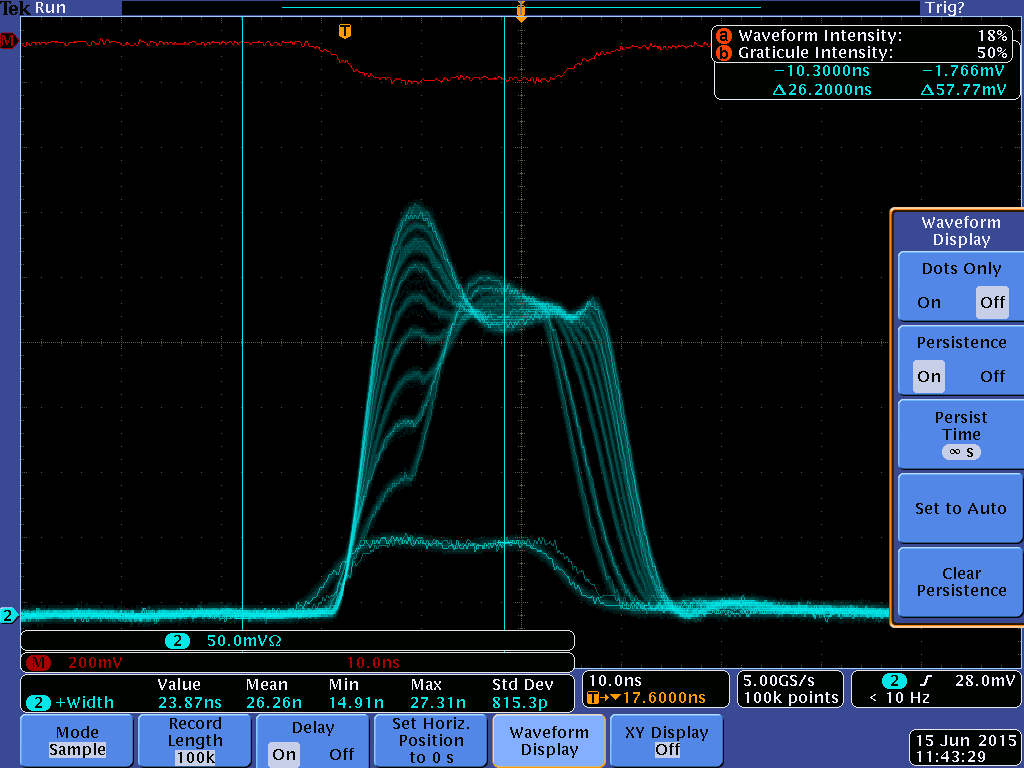 Tek Run Trig?
M
T
T
a Waveform Intensity: 18%
b Graticule Intensity: 50%
−10.3000ns −1.766mV
Δ26.2000ns Δ57.77mV
Waveform
Display
Dots Only
On Off
Persistence
On Off
Persist
Time
∞ s
Set to Auto
Clear
Persistence
2
2 50.0mVΩ
M 200mV 10.0ns
Value Mean Min Max Std Dev
2 +Width 23.87ns 26.26n 14.91n 27.31n 815.3p
10.0ns
T→▼17.6000ns
5.00GS/s
100k points
2 ƒ 28.0mV
< 10 Hz
Mode
Sample
Record
Length
100k
Delay
On Off
Set Horiz.
Position
to 0 s
Waveform
Display
XY Display
Off
15 Jun 2015
11:43:29